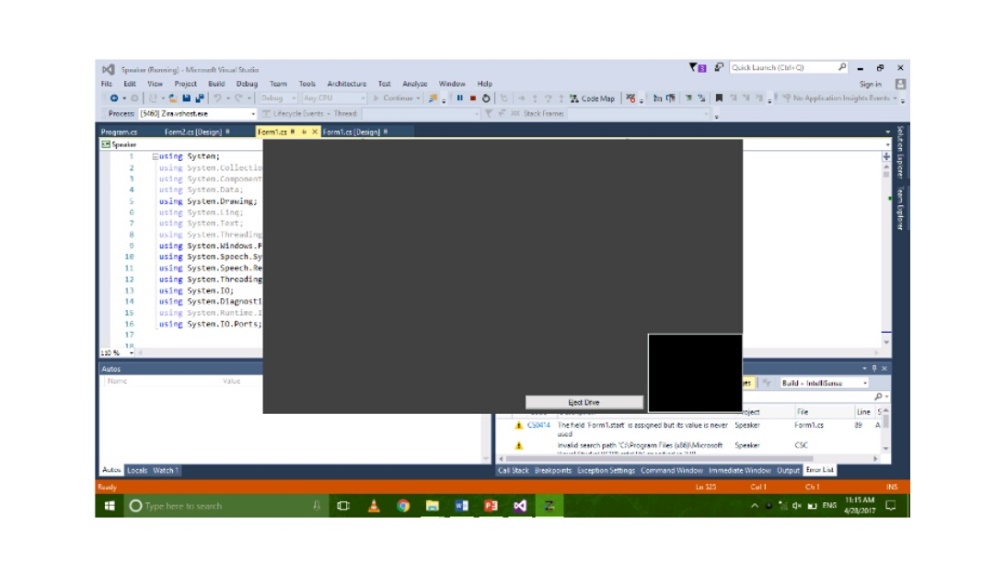 Speaker (Running) - Microsoft Visual Studio
Quick Launch (Ctrl+Q)
File Edit View Project Build Debug Team Tools Architecture Test Analyze Window Help
Sign in
Debug Any CPU Continue Code Map No Application Insights Events
Process: [5460] Zira.vshost.exe Lifecycle Events Thread: Stack Frame:
Program.cs Form2.cs [Design] Form1.cs Form1.cs [Design]
Solution Explorer
Team Explorer
Speaker
1 using System;
2 using System.Collectio
3 using System.Component
4 using System.Data;
5 using System.Drawing;
6 using System.Linq;
7 using System.Text;
8 using System.Threading
9 using System.Windows.F
10 using System.Speech.Sy
11 using System.Speech.Re
12 using System.Threading
13 using System.IO;
14 using System.Diagnosti
15 using System.Runtime.I
16 using System.IO.Ports;
17
18
110 %
Autos
Name Value
Build + IntelliSense
Eject Drive
Project File Line
CS0414 The field 'Form1.start' is assigned but its value is never used Speaker Form1.cs 89
Invalid search path 'C:\Program Files (x86)\Microsoft Speaker CSC
Autos Locals Watch 1
Call Stack Breakpoints Exception Settings Command Window Immediate Window Output Error List
Ready Ln 325 Col 1 Ch 1 INS
Type here to search
ENG 11:15 AM
4/28/2017